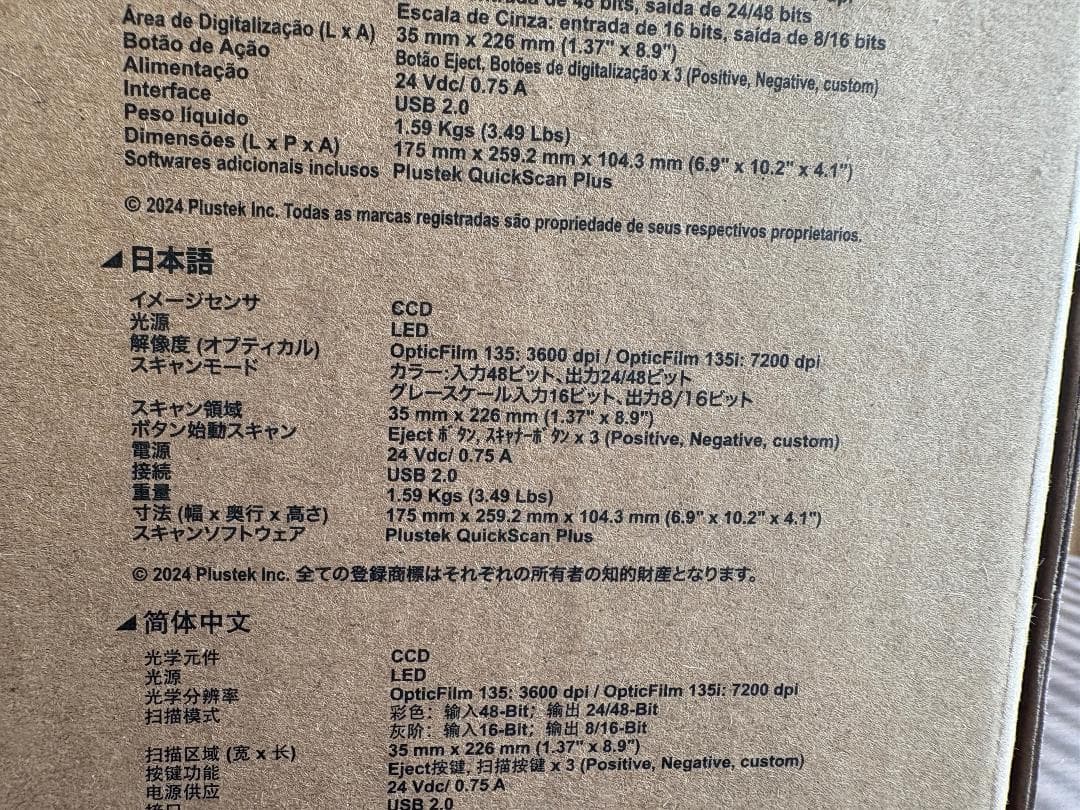 48 bits, saída de 24/48 bits
Escala de Cinza: entrada de 16 bits, saída de 8/16 bits
Área de Digitalização (L x A) 35 mm x 226 mm (1.37" x 8.9")
Botão de Ação Botão Eject, Botões de digitalização x 3 (Positive, Negative, custom)
Alimentação 24 Vdc/ 0.75 A
Interface USB 2.0
Peso líquido 1.59 Kgs (3.49 Lbs)
Dimensões (L x P x A) 175 mm x 259.2 mm x 104.3 mm (6.9" x 10.2" x 4.1")
Softwares adicionais inclusos Plustek QuickScan Plus
© 2024 Plustek Inc. Todas as marcas registradas são propriedade de seus respectivos proprietarios.
日本語
イメージセンサ CCD
光源 LED
解像度 (オプティカル) OpticFilm 135: 3600 dpi / OpticFilm 135i: 7200 dpi
スキャンモード カラー:入力48ビット、出力24/48ビット
グレースケール入力16ビット、出力8/16ビット
スキャン領域 35 mm x 226 mm (1.37" x 8.9")
ボタン始動スキャン Eject ﾎﾞﾀﾝ, ｽｷｬﾅｰﾎﾞﾀﾝ x 3 (Positive, Negative, custom)
電源 24 Vdc/ 0.75 A
接続 USB 2.0
重量 1.59 Kgs (3.49 Lbs)
寸法 (幅 x 奥行 x 高さ) 175 mm x 259.2 mm x 104.3 mm (6.9" x 10.2" x 4.1")
スキャンソフトウェア Plustek QuickScan Plus
© 2024 Plustek Inc. 全ての登録商標はそれぞれの所有者の知的財産となります。
简体中文
光学元件 CCD
光源 LED
光学分辨率 OpticFilm 135: 3600 dpi / OpticFilm 135i: 7200 dpi
扫描模式 彩色：输入48-Bit；输出 24/48-Bit
灰阶：输入16-Bit；输出 8/16-Bit
扫描区域 (宽 x 长) 35 mm x 226 mm (1.37" x 8.9")
按键功能 Eject按键, 扫描按键 x 3 (Positive, Negative, custom)
电源供应 24 Vdc/ 0.75 A
接口 USB 2.0